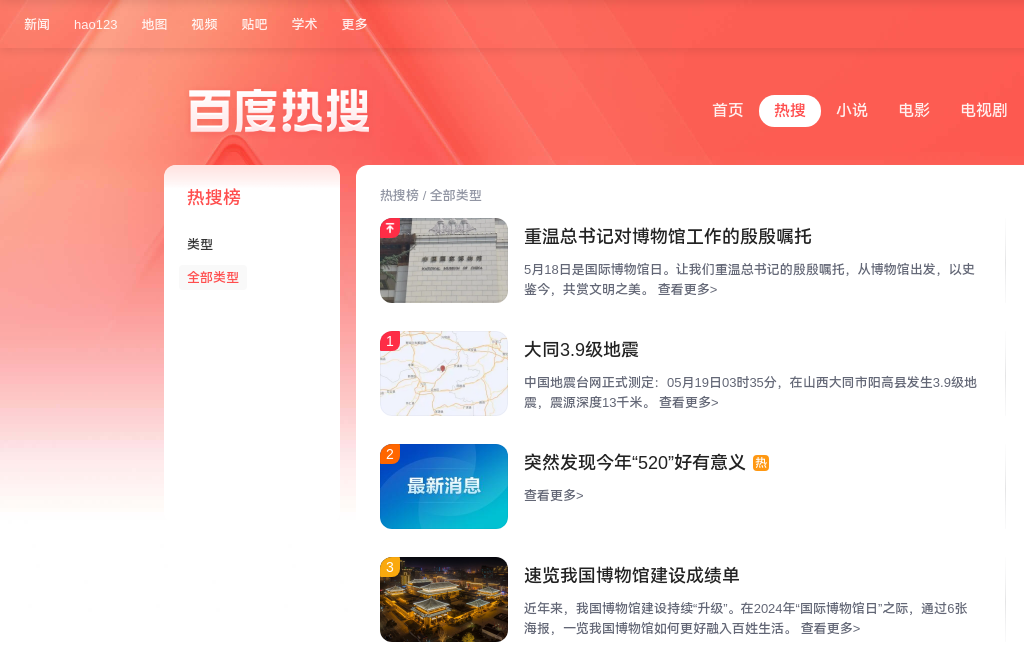 新闻 hao123 地图 视频 贴吧 学术 更多
百度热搜
首页 热搜 小说 电影 电视剧
热搜榜
类型
全部类型
热搜榜 / 全部类型
重温总书记对博物馆工作的殷殷嘱托
5月18日是国际博物馆日。让我们重温总书记的殷殷嘱托，从博物馆出发，以史
鉴今，共赏文明之美。 查看更多>
中国国家博物馆
NATIONAL MUSEUM OF CHINA
1
大同3.9级地震
中国地震台网正式测定：05月19日03时35分，在山西大同市阳高县发生3.9级地
震，震源深度13千米。 查看更多>
2
最新消息
突然发现今年“520”好有意义 热
查看更多>
3
速览我国博物馆建设成绩单
近年来，我国博物馆建设持续“升级”。在2024年“国际博物馆日”之际，通过6张
海报，一览我国博物馆如何更好融入百姓生活。 查看更多>